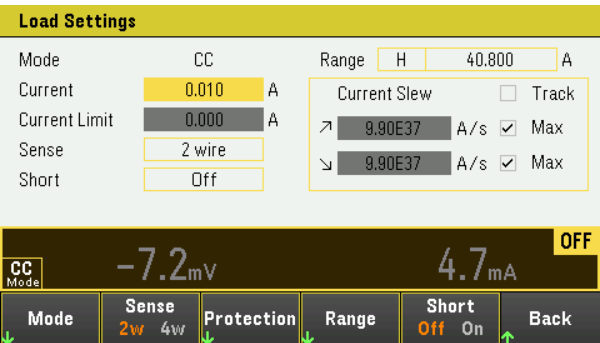 Load Settings
Mode CC Range H 40.800 A
Current 0.010 A Current Slew Track
Current Limit 0.000 A 9.90E37 A/s Max
Sense 2 wire 9.90E37 A/s Max
Short Off
OFF
CC Mode -7.2mV 4.7mA
Mode Sense Protection Range Short Back
2w 4w Off On